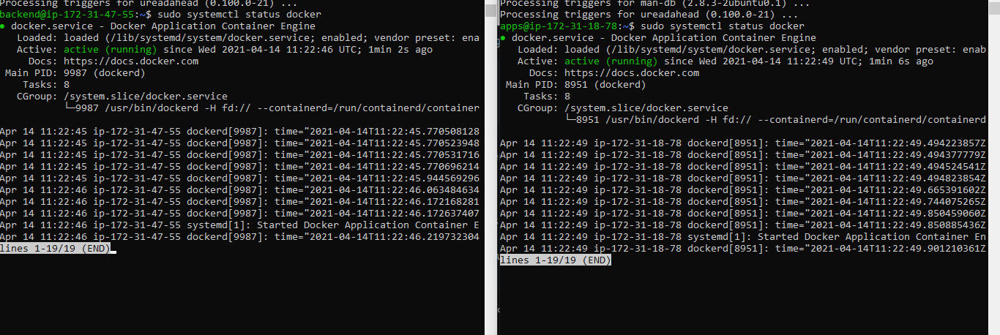 Processing triggers for ureadahead (0.100.0-21) ...
backend@ip-172-31-47-55:~$ sudo systemctl status docker
● docker.service - Docker Application Container Engine
Loaded: loaded (/lib/systemd/system/docker.service; enabled; vendor preset: ena
Active: active (running) since Wed 2021-04-14 11:22:46 UTC; 1min 2s ago
Docs: https://docs.docker.com
Main PID: 9987 (dockerd)
Tasks: 8
CGroup: /system.slice/docker.service
└─9987 /usr/bin/dockerd -H fd:// --containerd=/run/containerd/container
Apr 14 11:22:45 ip-172-31-47-55 dockerd[9987]: time="2021-04-14T11:22:45.770508128
Apr 14 11:22:45 ip-172-31-47-55 dockerd[9987]: time="2021-04-14T11:22:45.770523948
Apr 14 11:22:45 ip-172-31-47-55 dockerd[9987]: time="2021-04-14T11:22:45.770531716
Apr 14 11:22:45 ip-172-31-47-55 dockerd[9987]: time="2021-04-14T11:22:45.770696214
Apr 14 11:22:45 ip-172-31-47-55 dockerd[9987]: time="2021-04-14T11:22:45.944569296
Apr 14 11:22:46 ip-172-31-47-55 dockerd[9987]: time="2021-04-14T11:22:46.063484634
Apr 14 11:22:46 ip-172-31-47-55 dockerd[9987]: time="2021-04-14T11:22:46.172168281
Apr 14 11:22:46 ip-172-31-47-55 dockerd[9987]: time="2021-04-14T11:22:46.172637407
Apr 14 11:22:46 ip-172-31-47-55 systemd[1]: Started Docker Application Container E
Apr 14 11:22:46 ip-172-31-47-55 dockerd[9987]: time="2021-04-14T11:22:46.219732304
lines 1-19/19 (END)
Processing triggers for man-db (2.8.3-2ubuntu0.1) ...
Processing triggers for ureadahead (0.100.0-21) ...
apps@ip-172-31-18-78:~$ sudo systemctl status docker
● docker.service - Docker Application Container Engine
Loaded: loaded (/lib/systemd/system/docker.service; enabled; vendor preset: enab
Active: active (running) since Wed 2021-04-14 11:22:49 UTC; 1min 6s ago
Docs: https://docs.docker.com
Main PID: 8951 (dockerd)
Tasks: 8
CGroup: /system.slice/docker.service
└─8951 /usr/bin/dockerd -H fd:// --containerd=/run/containerd/containerd
Apr 14 11:22:49 ip-172-31-18-78 dockerd[8951]: time="2021-04-14T11:22:49.494223857Z
Apr 14 11:22:49 ip-172-31-18-78 dockerd[8951]: time="2021-04-14T11:22:49.494377779Z
Apr 14 11:22:49 ip-172-31-18-78 dockerd[8951]: time="2021-04-14T11:22:49.494524541Z
Apr 14 11:22:49 ip-172-31-18-78 dockerd[8951]: time="2021-04-14T11:22:49.494823854Z
Apr 14 11:22:49 ip-172-31-18-78 dockerd[8951]: time="2021-04-14T11:22:49.665391602Z
Apr 14 11:22:49 ip-172-31-18-78 dockerd[8951]: time="2021-04-14T11:22:49.744075265Z
Apr 14 11:22:49 ip-172-31-18-78 dockerd[8951]: time="2021-04-14T11:22:49.850459060Z
Apr 14 11:22:49 ip-172-31-18-78 dockerd[8951]: time="2021-04-14T11:22:49.850885436Z
Apr 14 11:22:49 ip-172-31-18-78 systemd[1]: Started Docker Application Container En
Apr 14 11:22:49 ip-172-31-18-78 dockerd[8951]: time="2021-04-14T11:22:49.901210361Z
lines 1-19/19 (END)